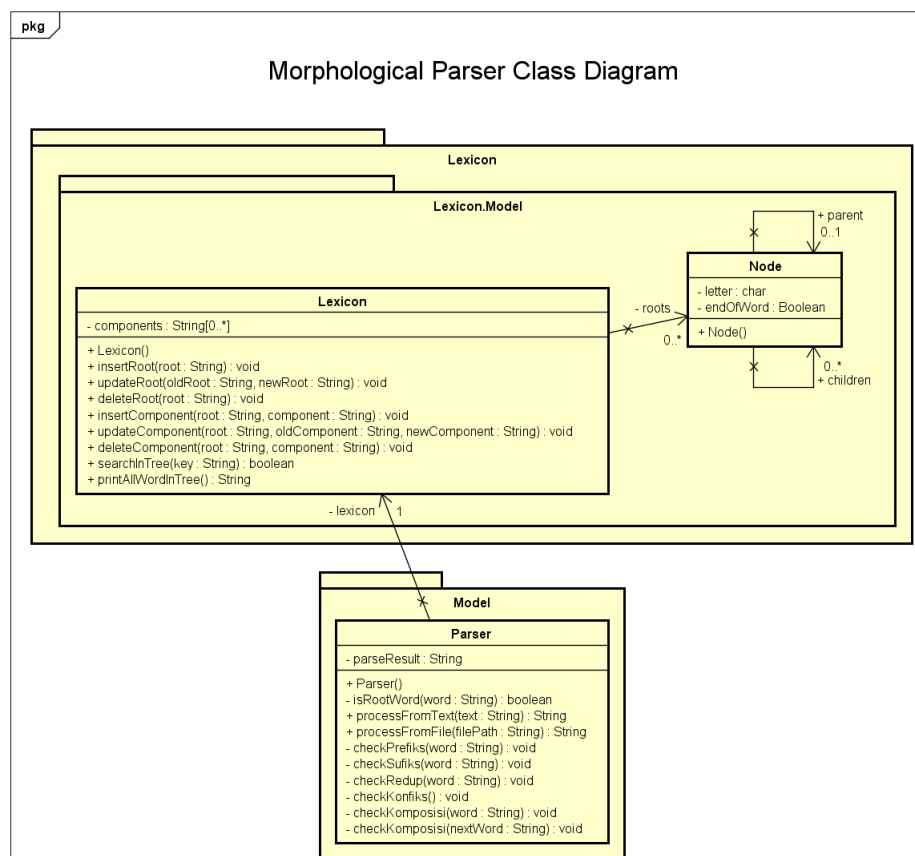 pkg
Morphological Parser Class Diagram
Lexicon
Lexicon.Model
+ parent
0..1
Node
- letter : char
- endOfWord : Boolean
+ Node()
0..*
+ children
- roots
0..*
Lexicon
- components : String[0..*]
+ Lexicon()
+ insertRoot(root : String) : void
+ updateRoot(oldRoot : String, newRoot : String) : void
+ deleteRoot(root : String) : void
+ insertComponent(root : String, component : String) : void
+ updateComponent(root : String, oldComponent : String, newComponent : String) : void
+ deleteComponent(root : String, component : String) : void
+ searchInTree(key : String) : boolean
+ printAllWordInTree() : String
- lexicon 1
Model
Parser
- parseResult : String
+ Parser()
- isRootWord(word : String) : boolean
+ processFromText(text : String) : String
+ processFromFile(filePath : String) : String
- checkPrefiks(word : String) : void
- checkSufiks(word : String) : void
- checkRedup(word : String) : void
- checkKonfiks() : void
- checkKomposisi(word : String) : void
- checkKomposisi(nextWord : String) : void